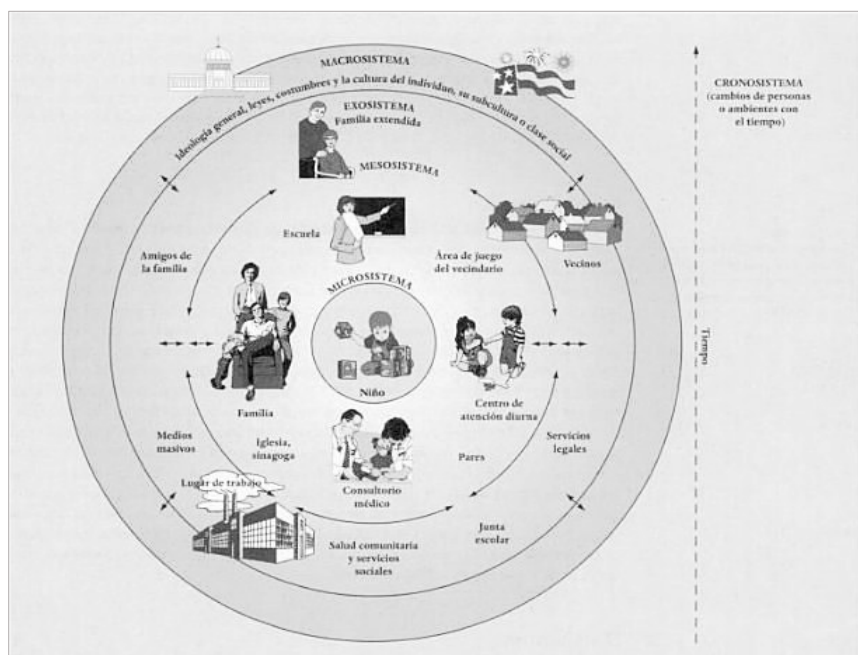 MACROSISTEMA
Ideología general, leyes, costumbres y la cultura del individuo, su subcultura o clase social
CRONOSISTEMA
(cambios de personas
o ambientes con
el tiempo)
EXOSISTEMA
Familia extendida
MESOSISTEMA
Escuela
Amigos de
la familia
Área de juego
del vecindario
Vecinos
MICROSISTEMA
Niño
Tiempo
Familia
Centro de
atención diurna
Medios
masivos
Iglesia,
sinagoga
Pares
Servicios
legales
Lugar de trabajo
Consultorio
médico
Junta
escolar
Salud comunitaria
y servicios
sociales